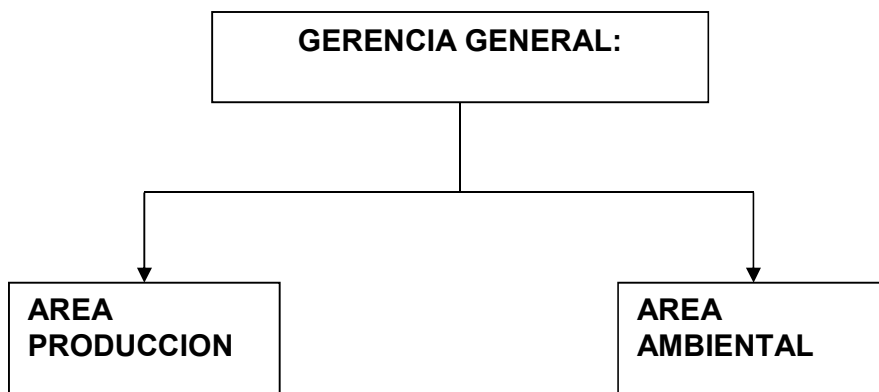 GERENCIA GENERAL:
AREA
PRODUCCION
AREA
AMBIENTAL